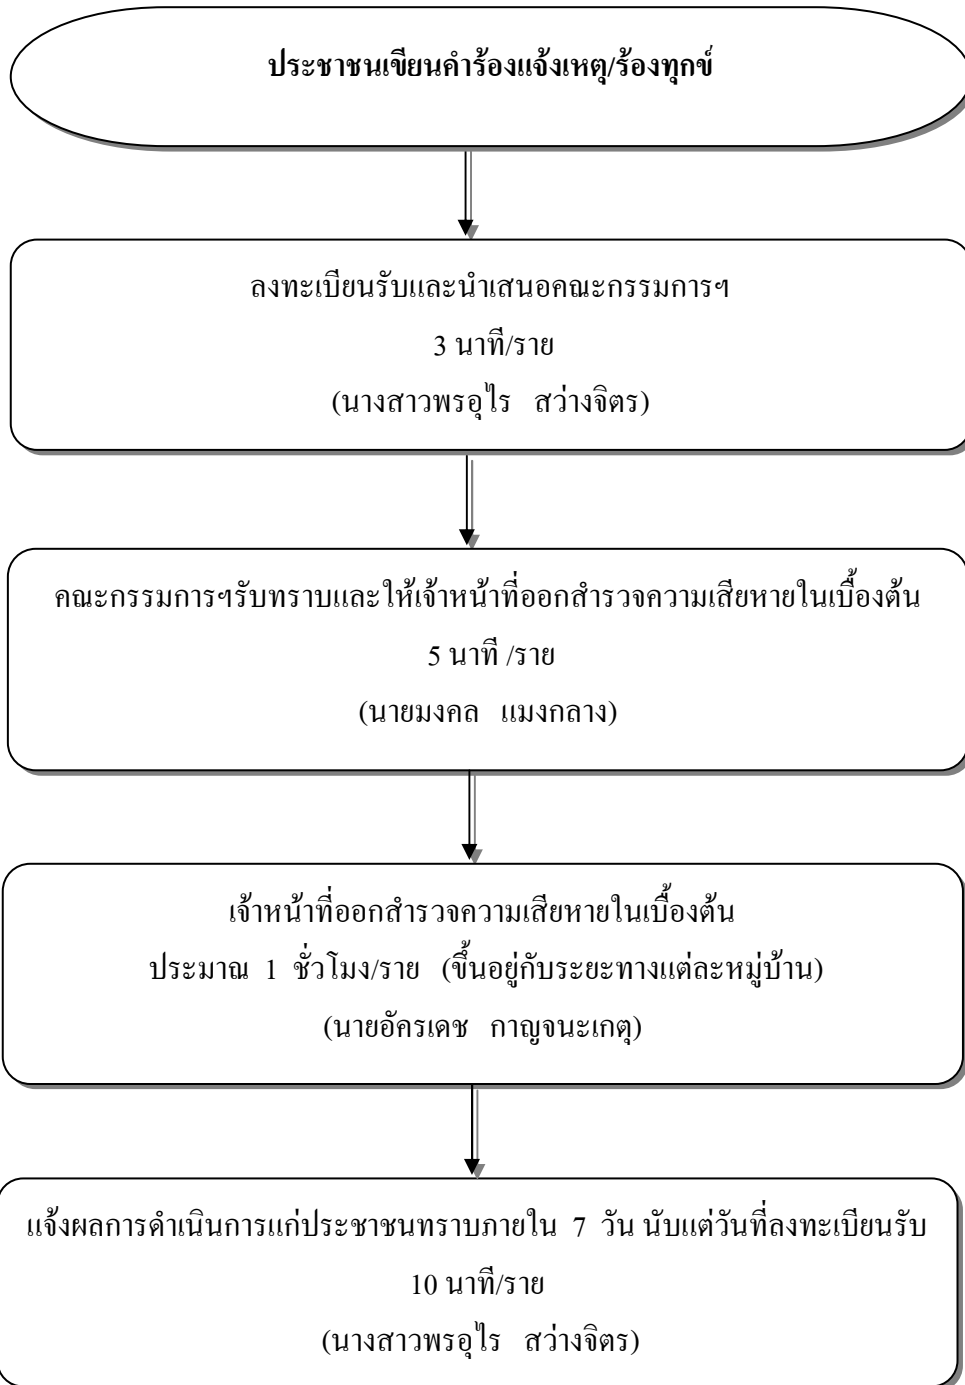 ประชาชนเขียนคำร้องแจ้งเหตุ/ร้องทุกข์
ลงทะเบียนรับและนำเสนอคณะกรรมการฯ
3 นาที/ราย
(นางสาวพรอุไร สว่างจิตร)
คณะกรรมการฯรับทราบและให้เจ้าหน้าที่ออกสำรวจความเสียหายในเบื้องต้น
5 นาที /ราย
(นายมงคล แมงกลาง)
เจ้าหน้าที่ออกสำรวจความเสียหายในเบื้องต้น
ประมาณ 1 ชั่วโมง/ราย (ขึ้นอยู่กับระยะทางแต่ละหมู่บ้าน)
(นายอัครเดช กาญจนะเกตุ)
แจ้งผลการดำเนินการแก่ประชาชนทราบภายใน 7 วัน นับแต่วันที่ลงทะเบียนรับ
10 นาที/ราย
(นางสาวพรอุไร สว่างจิตร)